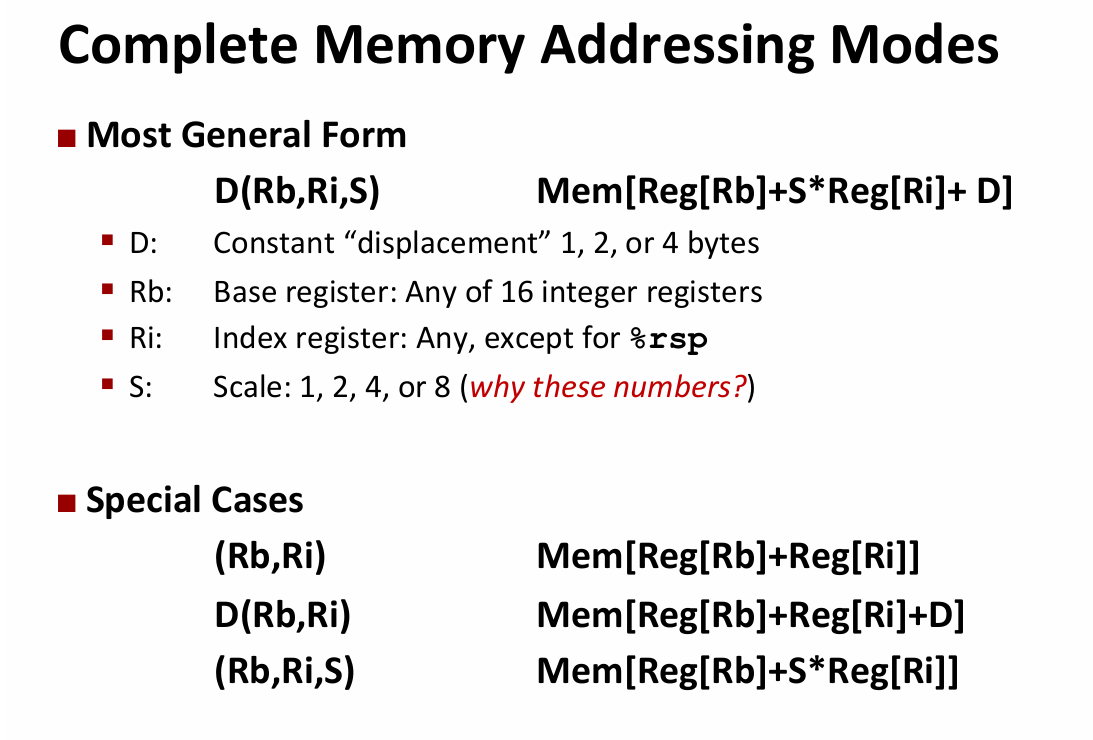 Complete Memory Addressing Modes
Most General Form
D(Rb,Ri,S) Mem[Reg[Rb]+S*Reg[Ri]+ D]
D: Constant “displacement” 1, 2, or 4 bytes
Rb: Base register: Any of 16 integer registers
Ri: Index register: Any, except for %rsp
S: Scale: 1, 2, 4, or 8 (why these numbers?)
Special Cases
(Rb,Ri) Mem[Reg[Rb]+Reg[Ri]]
D(Rb,Ri) Mem[Reg[Rb]+Reg[Ri]+D]
(Rb,Ri,S) Mem[Reg[Rb]+S*Reg[Ri]]